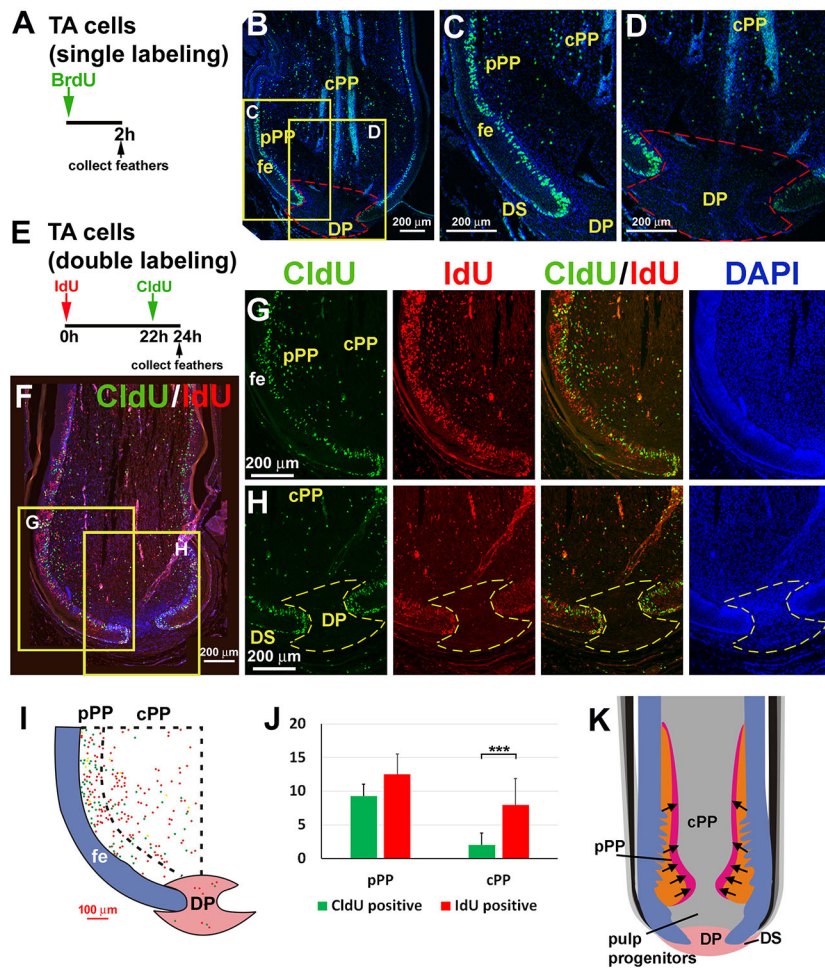 A
TA cells
(single labeling)
BrdU
2h
collect feathers
B
cPP
C
D
pPP
fe
DP
200 μm
C
cPP
pPP
fe
DS
DP
200 μm
D
cPP
DP
200 μm
E
TA cells
(double labeling)
IdU
CldU
0h
22h
24h
collect feathers
F
CldU/IdU
G
H
200 μm
CldU
IdU
CldU/IdU
DAPI
G
cPP
pPP
fe
200 μm
H
cPP
DP
DS
200 μm
I
pPP
cPP
fe
DP
100 μm
J
20
15
10
5
0
***
pPP
cPP
CldU positive
IdU positive
K
cPP
pPP
pulp
progenitors
DP
DS